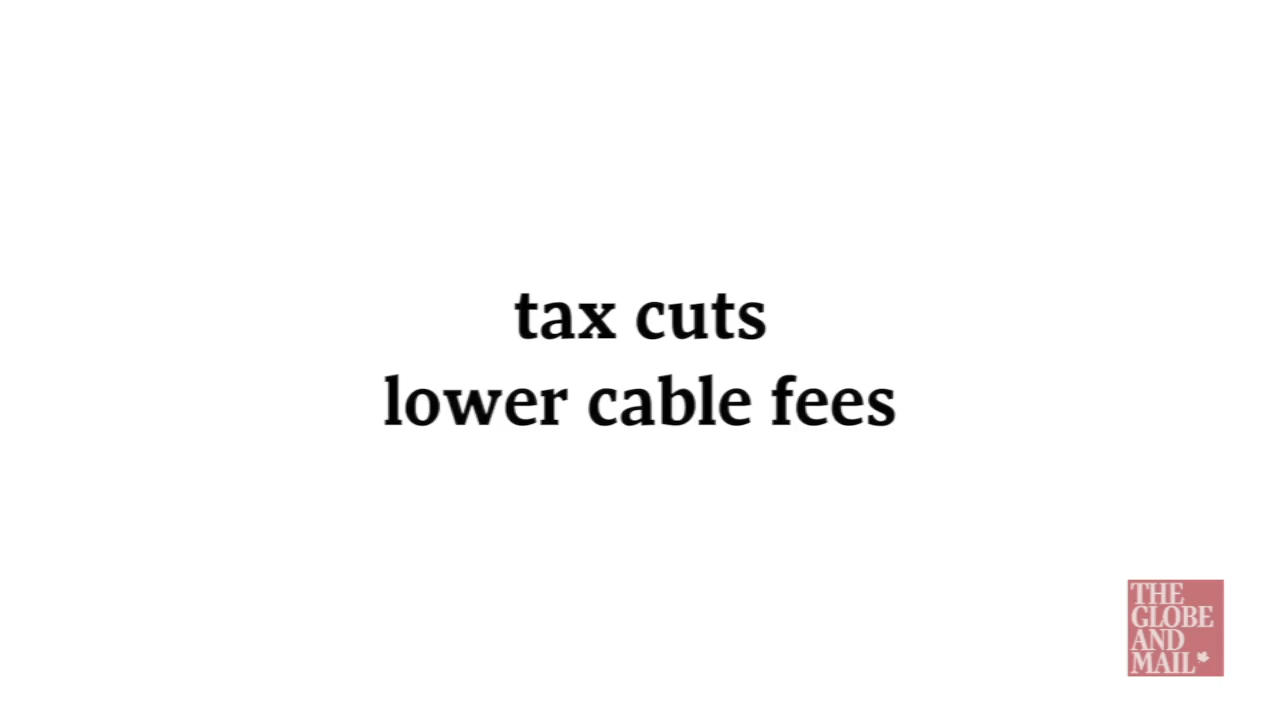 tax cuts
lower cable fees
THE
GLOBE
AND
MAIL